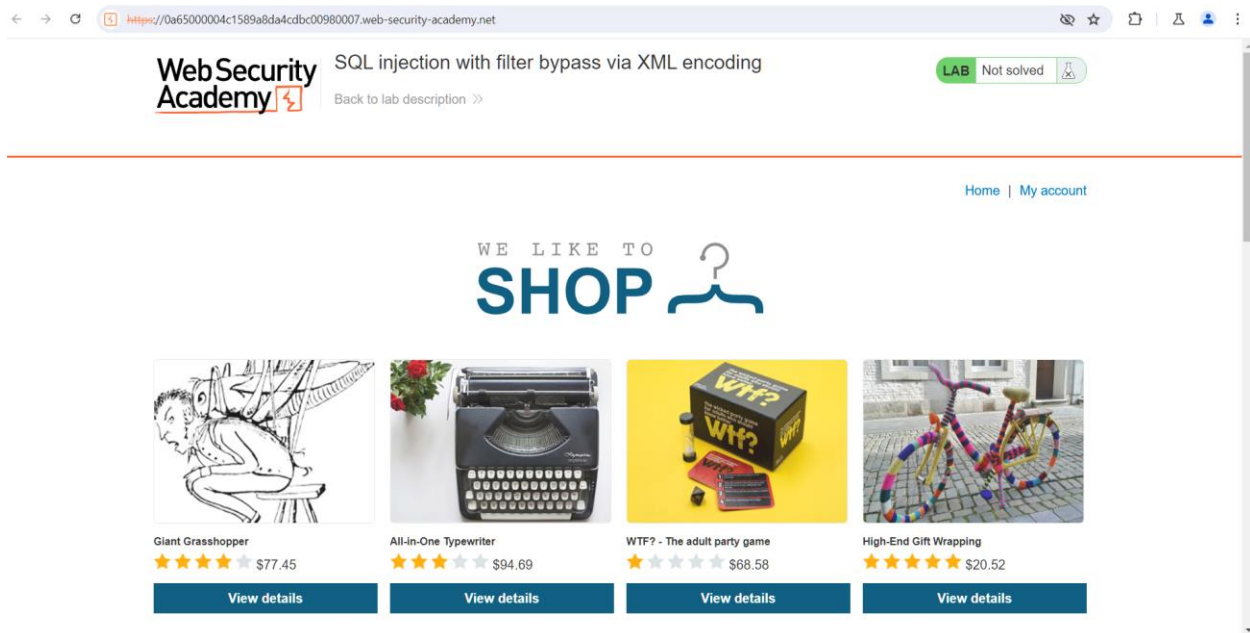 https://0a65000004c1589a8da4cdbc00980007.web-security-academy.net
WebSecurity
Academy
SQL injection with filter bypass via XML encoding
Back to lab description
LAB Not solved
Home | My account
WE LIKE TO
SHOP
Wtf?
Wtf?
Giant Grasshopper
$77.45
View details
All-in-One Typewriter
$94.69
View details
WTF? - The adult party game
$68.58
View details
High-End Gift Wrapping
$20.52
View details